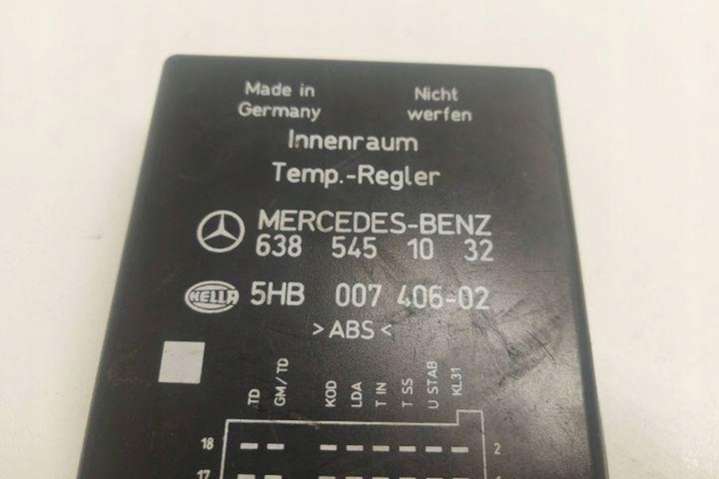 Made in
Germany
Nicht
werfen
Innenraum
Temp.-Regler
MERCEDES-BENZ
638 545 10 32
HELLA 5HB 007 406-02
>ABS<
TD
GM/TD
KOD
LDA
T IN
T SS
U STAB
KL31
18
2
17